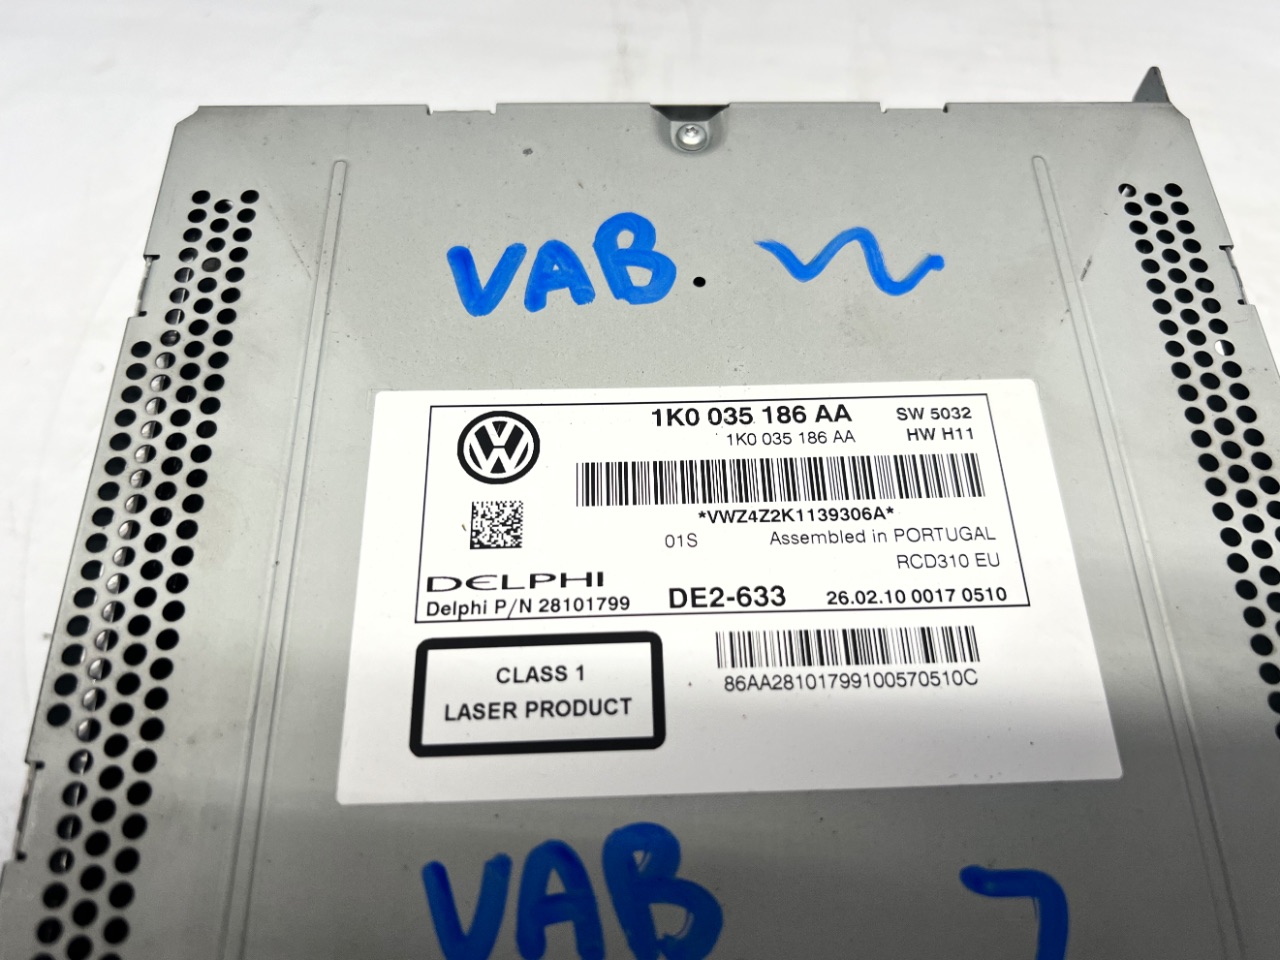 VAB.
1K0 035 186 AA
SW 5032
1K0 035 186 AA
HW H11
*VWZ4Z2K1139306A*
01S
Assembled in PORTUGAL
RCD310 EU
DELPHI
Delphi P/N 28101799
DE2-633
26.02.10 0017 0510
CLASS 1
LASER PRODUCT
86AA28101799100570510C
VAB